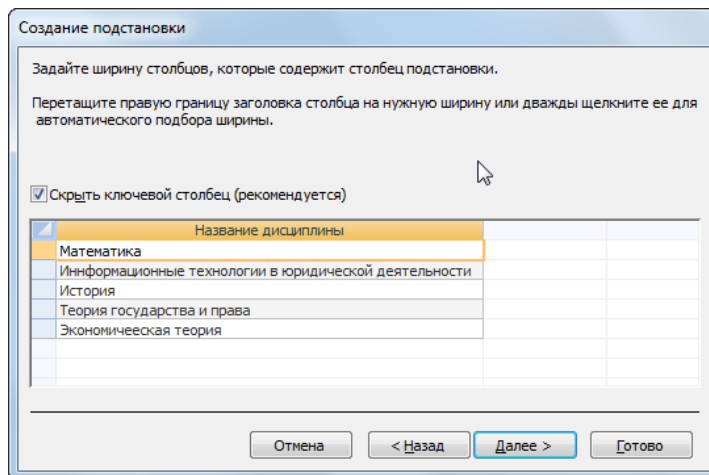 Создание подстановки
Задайте ширину столбцов, которые содержит столбец подстановки.
Перетащите правую границу заголовка столбца на нужную ширину или дважды щелкните ее для
автоматического подбора ширины.
Скрыть ключевой столбец (рекомендуется)
Название дисциплины
Математика
Иннформационные технологии в юридической деятельности
История
Теория государства и права
Экономичееская теория
Отмена < Назад Далее > Готово